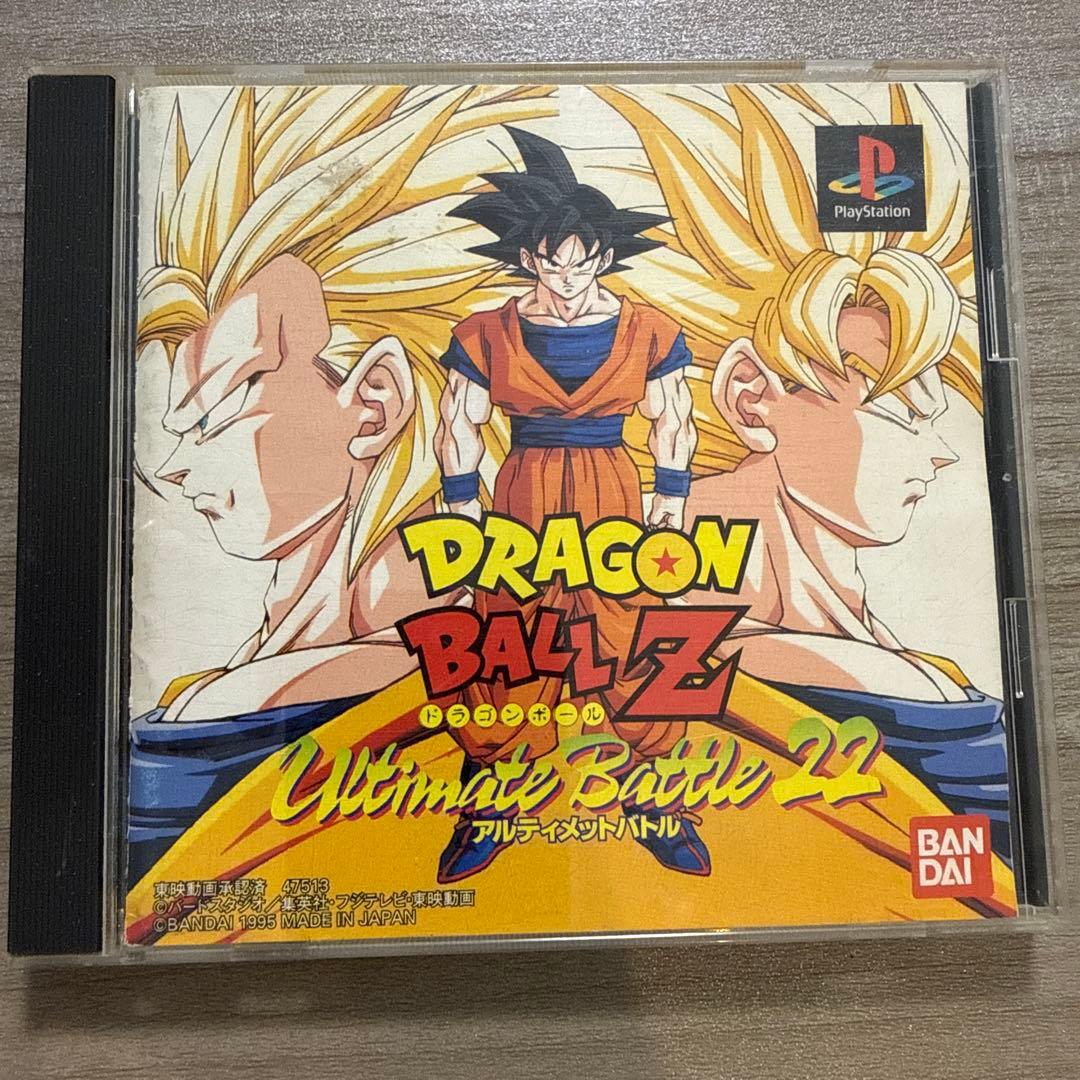 PlayStation
DRAGON
BALL Z
ドラゴンボール
Ultimate Battle 22
アルティメットバトル
BAN
DAI
東映動画承認済 47513
©バードスタジオ/集英社・フジテレビ・東映動画
©BANDAI 1995 MADE IN JAPAN